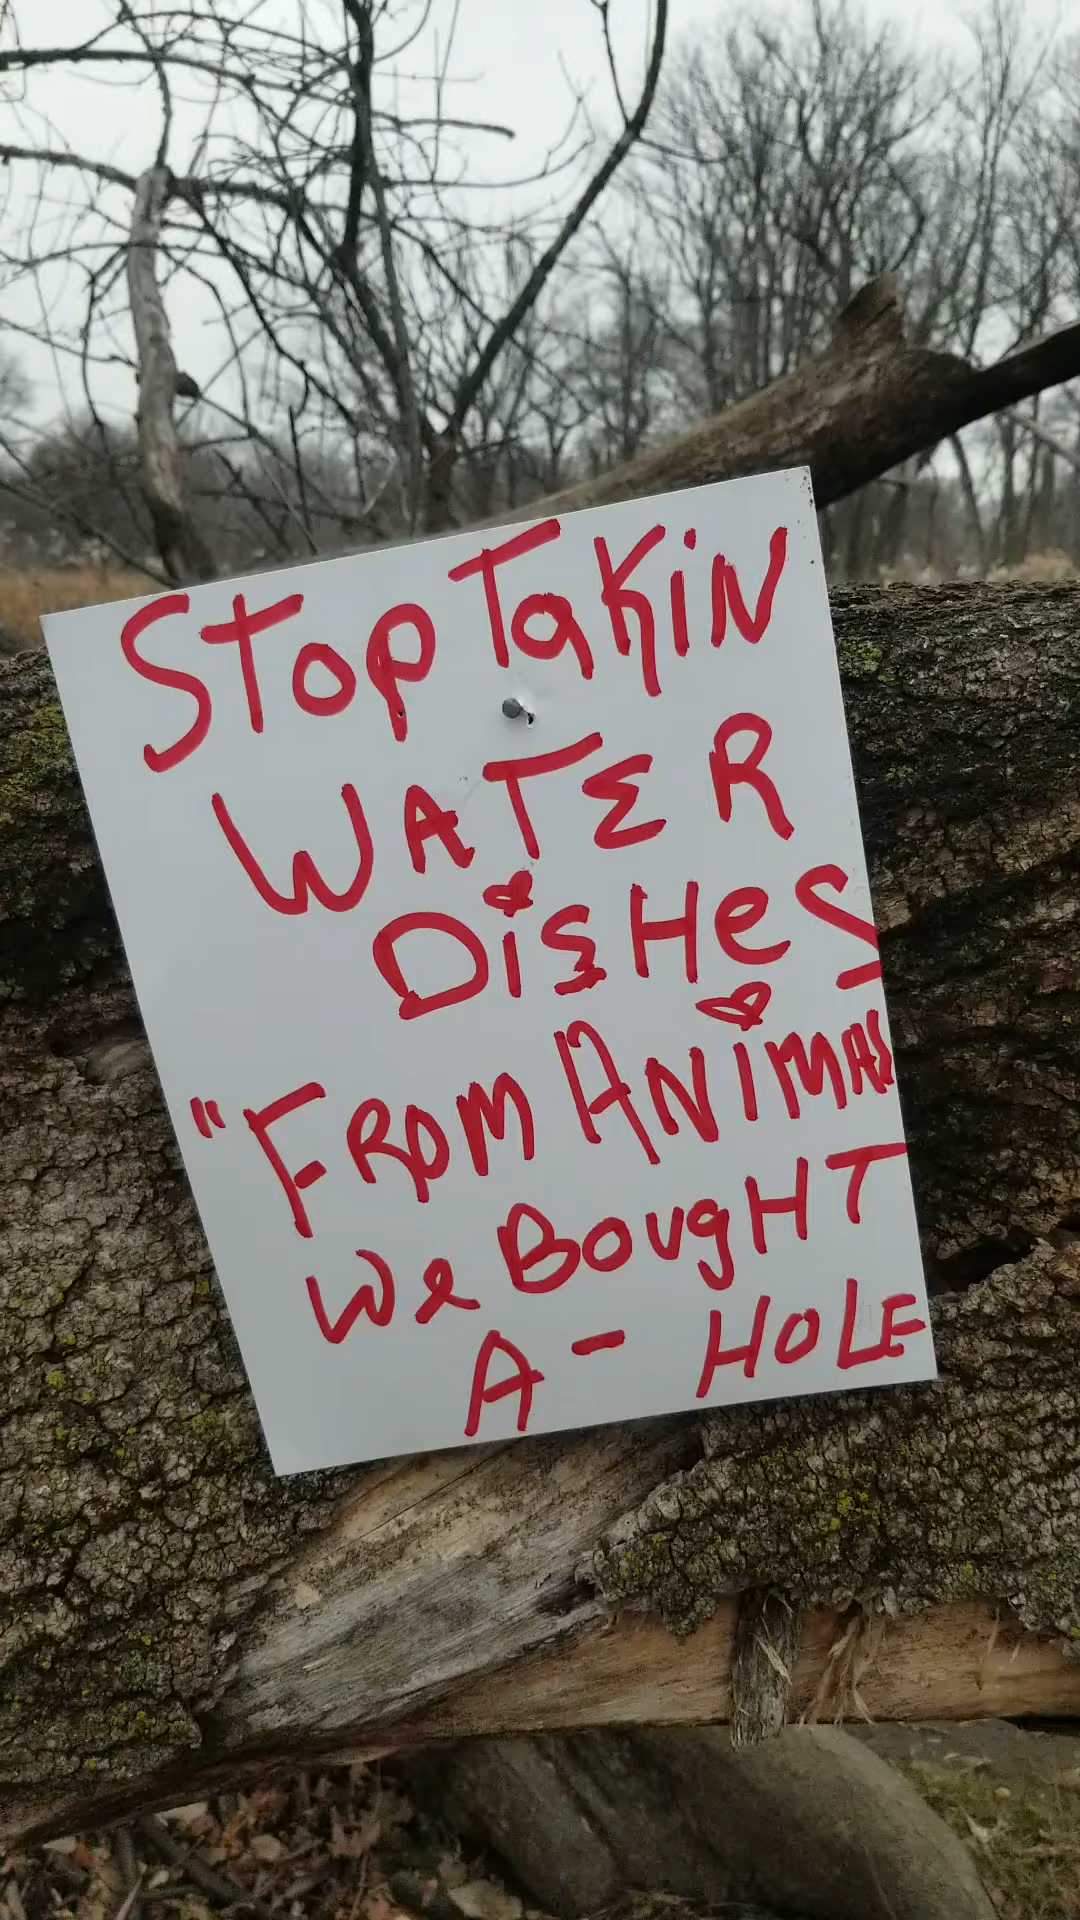 Stop Takin
WATER
DisHes
"FROM ANiMAls
We BougHT
A - HOLE